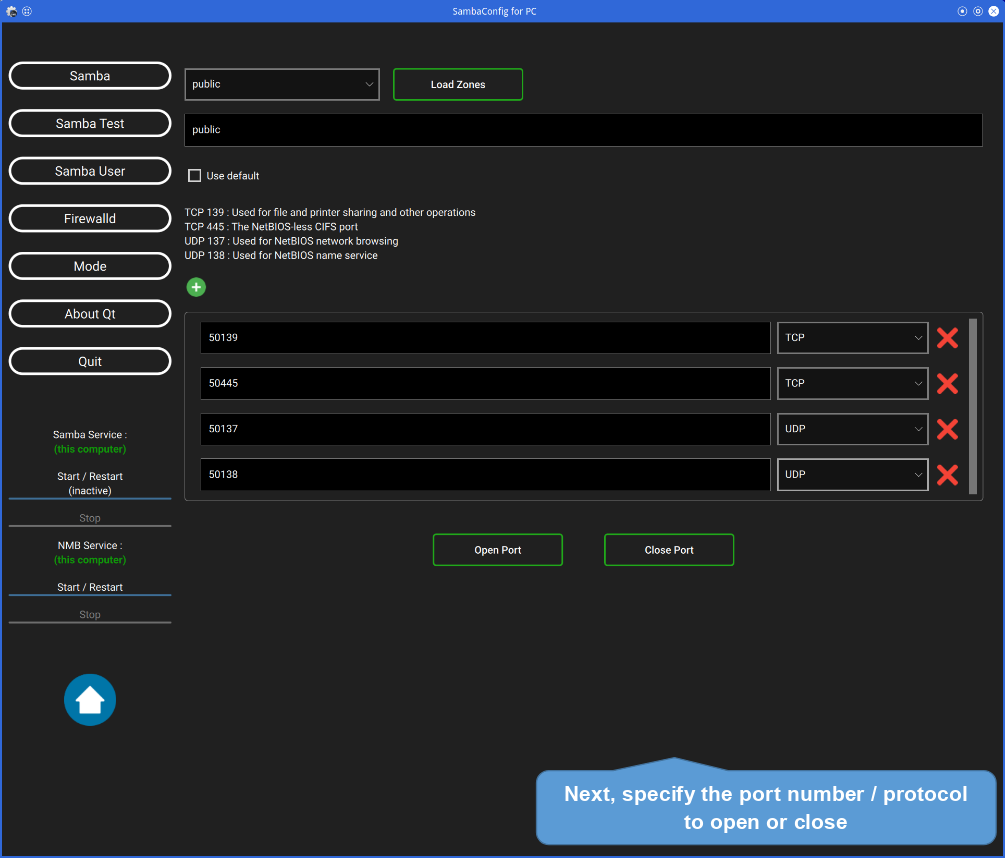 SambaConfig for PC
Samba
Samba Test
Samba User
Firewalld
Mode
About Qt
Quit
Samba Service :
(this computer)
Start / Restart
(inactive)
Stop
NMB Service :
(this computer)
Start / Restart
Stop
public
Load Zones
public
Use default
TCP 139 : Used for file and printer sharing and other operations
TCP 445 : The NetBIOS-less CIFS port
UDP 137 : Used for NetBIOS network browsing
UDP 138 : Used for NetBIOS name service
50139 TCP
50445 TCP
50137 UDP
50138 UDP
Open Port
Close Port
Next, specify the port number / protocol
to open or close